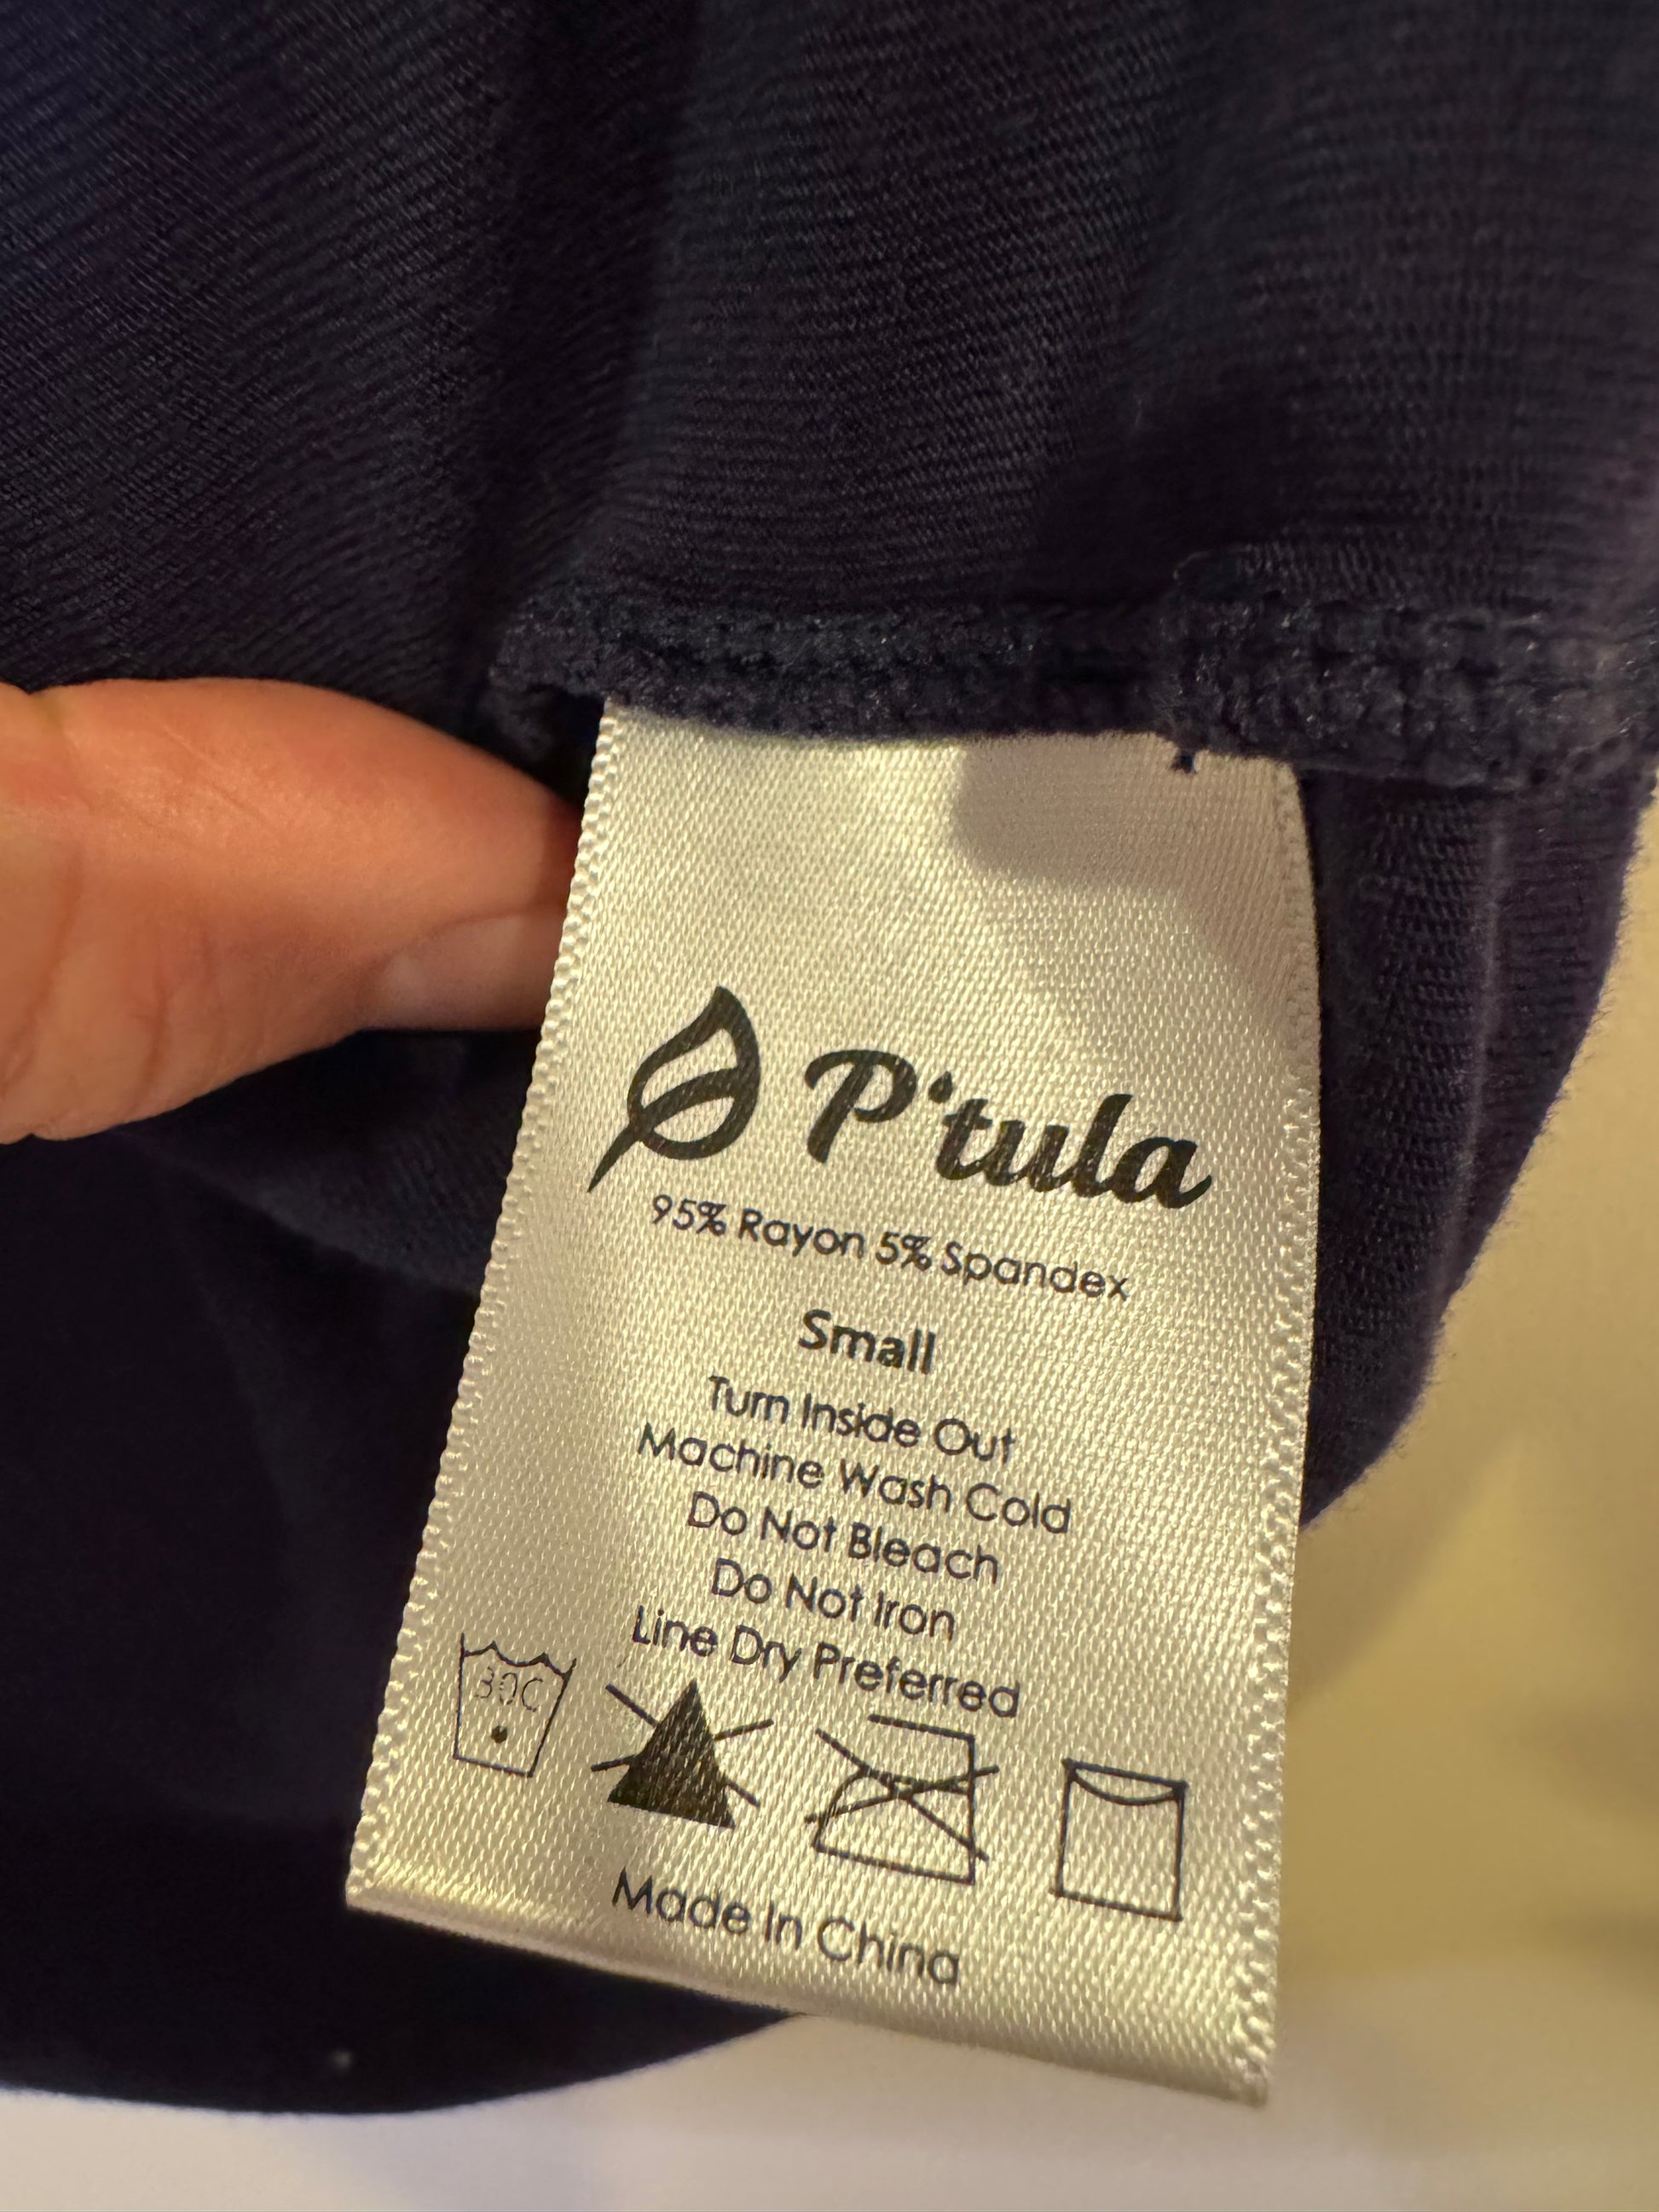 P'tula
95% Rayon 5% Spandex
Small
Turn Inside Out
Machine Wash Cold
Do Not Bleach
Do Not Iron
Line Dry Preferred
30C
Made In China